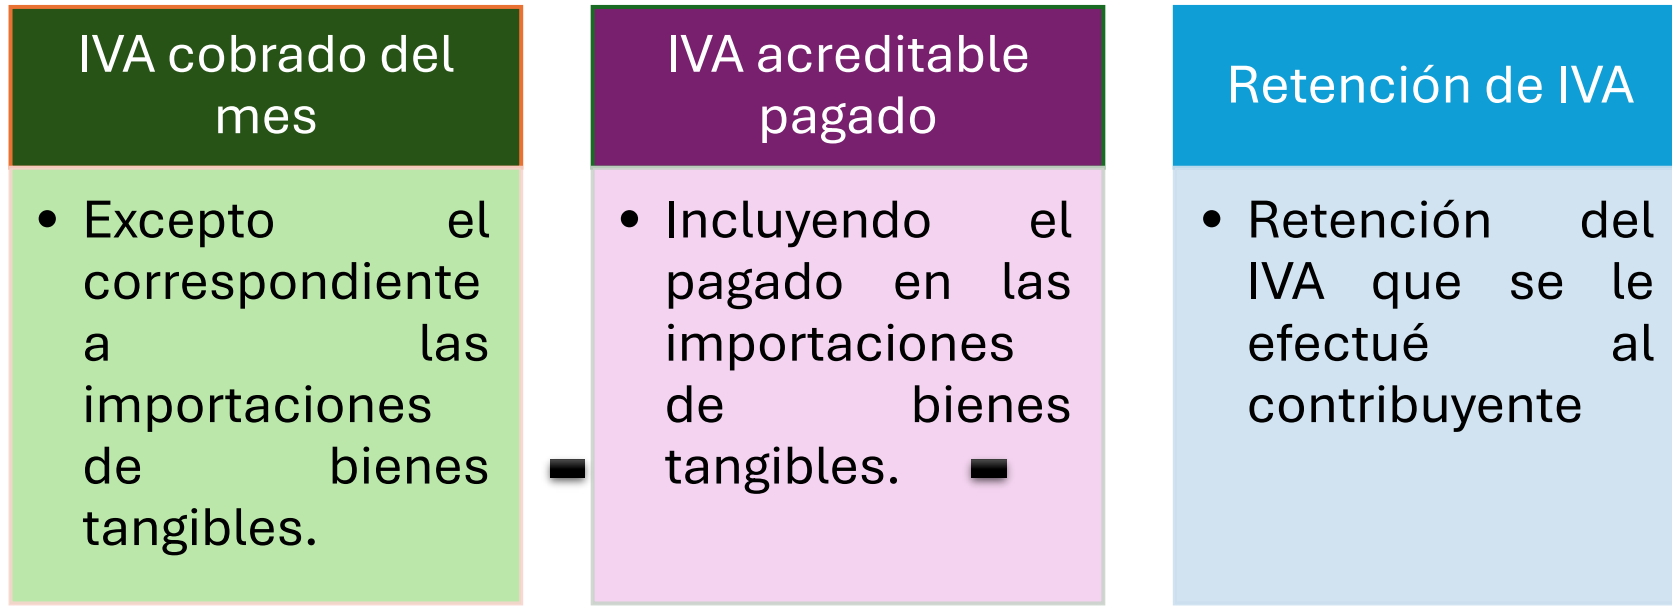 IVA cobrado del
mes
• Excepto el
correspondiente
a las
importaciones
de bienes
tangibles.
-
IVA acreditable
pagado
• Incluyendo el
pagado en las
importaciones
de bienes
tangibles.
-
Retención de IVA
• Retención del
IVA que se le
efectué al
contribuyente